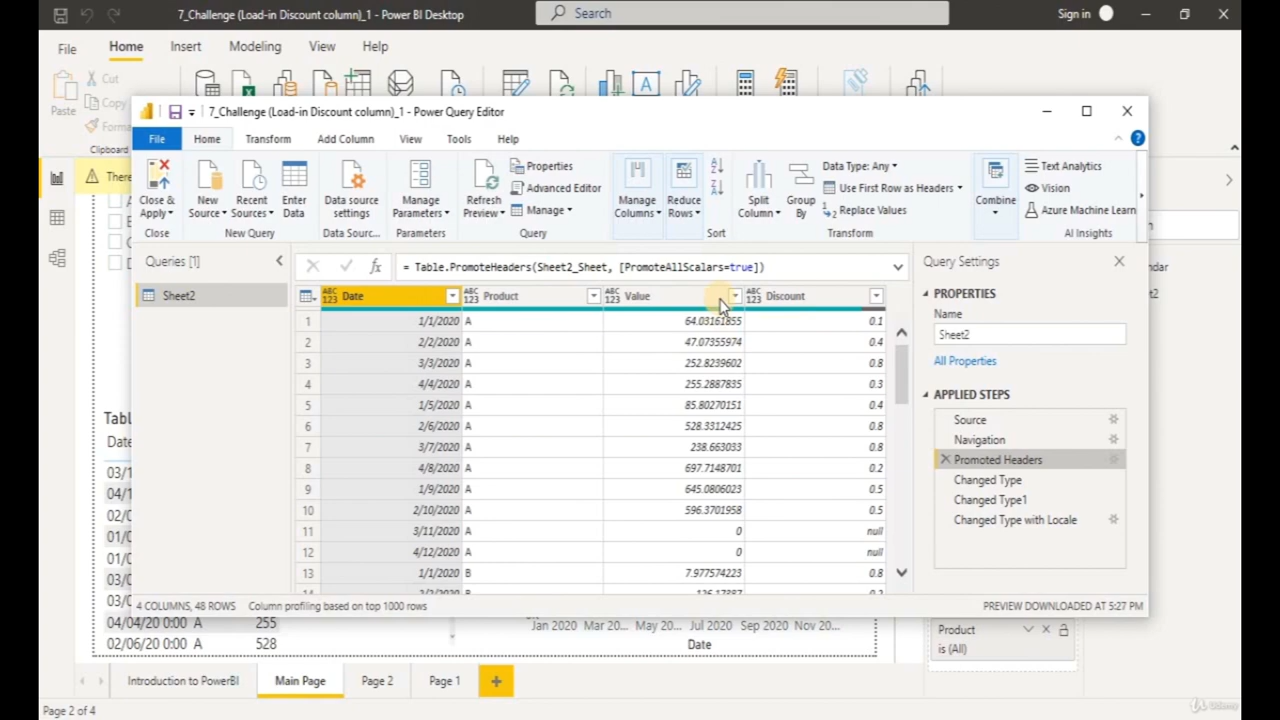 7_Challenge (Load-in Discount column)_1 - Power BI Desktop
Search
Sign in
File Home Insert Modeling View Help
Cut
Copy
Paste
Clipboard
7_Challenge (Load-in Discount column)_1 - Power Query Editor
File Home Transform Add Column View Tools Help
Close & Apply
New Source
Recent Sources
Enter Data
Data source settings
Manage Parameters
Refresh Preview
Properties
Advanced Editor
Manage
Manage Columns
Reduce Rows
Split Column
Group By
Data Type: Any
Use First Row as Headers
Replace Values
Combine
Text Analytics
Vision
Azure Machine Learn
Close New Query Data Sourc... Parameters Query Sort Transform AI Insights
Queries [1]
Sheet2
= Table.PromoteHeaders(Sheet2_Sheet, [PromoteAllScalars=true])
ABC 123 Date ABC 123 Product ABC 123 Value ABC 123 Discount
1 1/1/2020 A 64.03161855 0.1
2 2/2/2020 A 47.07355974 0.4
3 3/3/2020 A 252.8239602 0.8
4 4/4/2020 A 255.2887835 0.3
5 1/5/2020 A 85.80270151 0.4
6 2/6/2020 A 528.3312425 0.8
7 3/7/2020 A 238.663033 0.8
8 4/8/2020 A 697.7148701 0.2
9 1/9/2020 A 645.0806023 0.5
10 2/10/2020 A 596.3701958 0.5
11 3/11/2020 A 0 null
12 4/12/2020 A 0 null
13 1/1/2020 B 7.977574223 0.8
4 COLUMNS, 48 ROWS Column profiling based on top 1000 rows
PREVIEW DOWNLOADED AT 5:27 PM
Query Settings
PROPERTIES
Name
Sheet2
All Properties
APPLIED STEPS
Source
Navigation
Promoted Headers
Changed Type
Changed Type1
Changed Type with Locale
04/04/20 0:00 A 255
02/06/20 0:00 A 528
Jan 2020 Mar 20... May 20... Jul 2020 Sep 2020 Nov 20...
Date
Product
is (All)
Introduction to PowerBI Main Page Page 2 Page 1
Page 2 of 4
Udemy